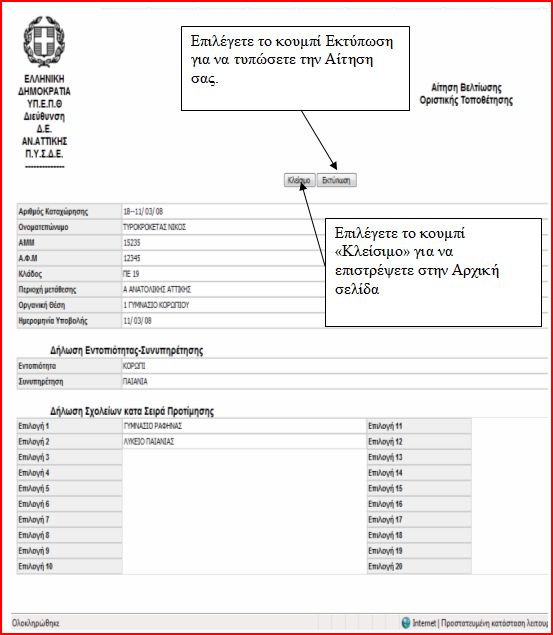 Επιλέγετε το κουμπί Εκτύπωση
για να τυπώσετε την Αίτηση
σας.
ΕΛΛΗΝΙΚΗ
ΔΗΜΟΚΡΑΤΙΑ
ΥΠ.Ε.Π.Θ
Διεύθυνση
Δ.Ε.
ΑΝ.ΑΤΤΙΚΗΣ
Π.Υ.Σ.Δ.Ε.
--------------
Αίτηση Βελτίωσης
Οριστικής Τοποθέτησης
Κλείσιμο Εκτύπωση
Αριθμός Καταχώρησης 18--11/ 03/ 08
Ονοματεπώνυμο ΤΥΡΟΚΡΟΚΕΤΑΣ ΝΙΚΟΣ
ΑΜΜ 15235
Α.Φ.Μ 12345
Κλάδος ΠΕ 19
Περιοχή μετάθεσης Α ΑΝΑΤΟΛΙΚΗΣ ΑΤΤΙΚΗΣ
Οργανική Θέση 1 ΓΥΜΝΑΣΙΟ ΚΟΡΩΠΙΟΥ
Ημερομηνία Υποβολής 11/ 03/ 08
Επιλέγετε το κουμπί
«Κλείσιμο» για να
επιστρέψετε στην Αρχική
σελίδα
Δήλωση Εντοπιότητας-Συνυπηρέτησης
Εντοπιότητα ΚΟΡΩΠΙ
Συνυπηρέτηση ΠΑΙΑΝΙΑ
Δήλωση Σχολείων κατα Σειρά Προτίμησης
Επιλογή 1 ΓΥΜΝΑΣΙΟ ΡΑΦΗΝΑΣ Επιλογή 11
Επιλογή 2 ΛΥΚΕΙΟ ΠΑΙΑΝΙΑΣ Επιλογή 12
Επιλογή 3 Επιλογή 13
Επιλογή 4 Επιλογή 14
Επιλογή 5 Επιλογή 15
Επιλογή 6 Επιλογή 16
Επιλογή 7 Επιλογή 17
Επιλογή 8 Επιλογή 18
Επιλογή 9 Επιλογή 19
Επιλογή 10 Επιλογή 20
Ολοκληρώθηκε Internet | Προστατευμένη κατάσταση λειτου